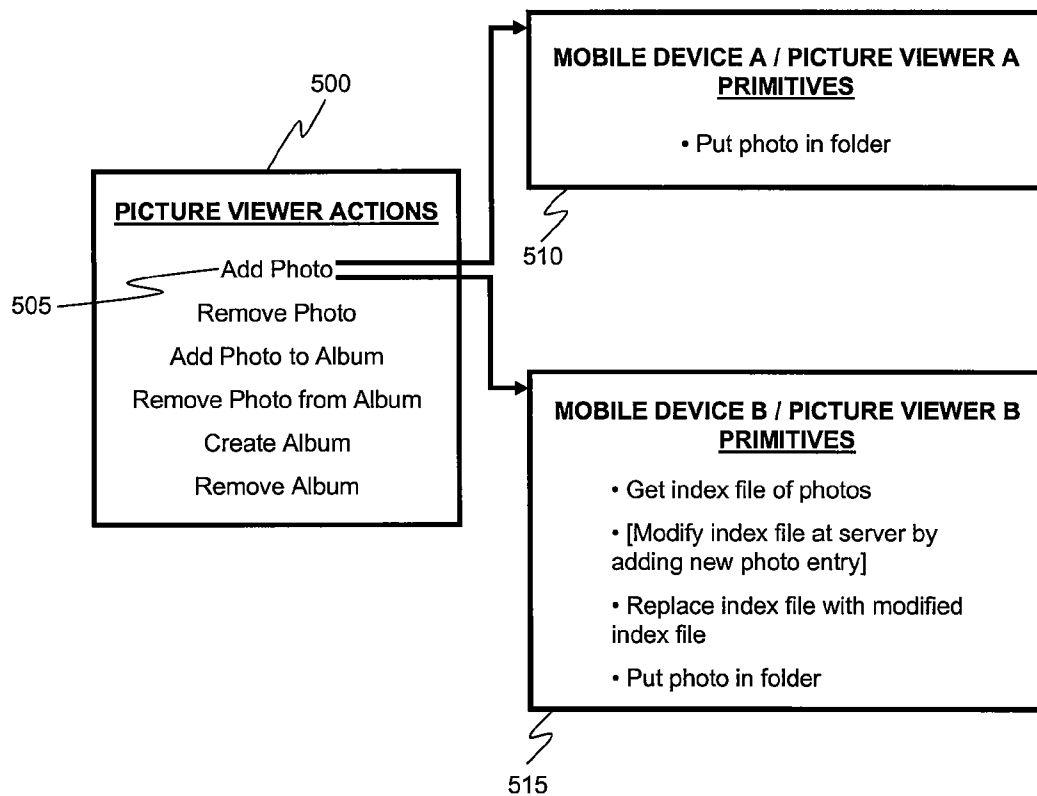 500
PICTURE VIEWER ACTIONS
505
Add Photo
Remove Photo
Add Photo to Album
Remove Photo from Album
Create Album
Remove Album
MOBILE DEVICE A / PICTURE VIEWER A
PRIMITIVES
• Put photo in folder
510
MOBILE DEVICE B / PICTURE VIEWER B
PRIMITIVES
• Get index file of photos
• [Modify index file at server by
adding new photo entry]
• Replace index file with modified
index file
• Put photo in folder
515